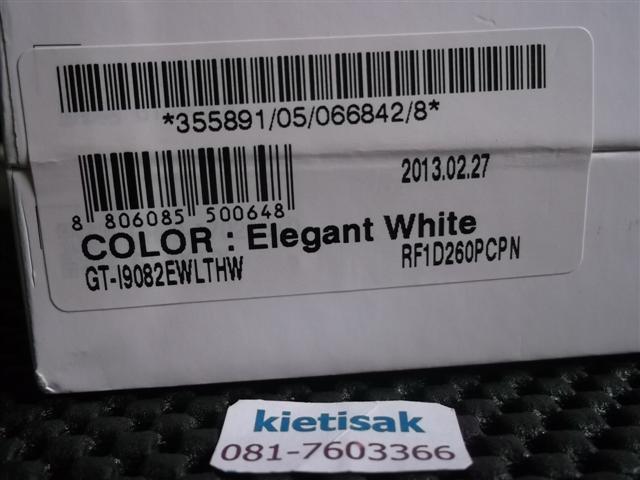 *355891/05/066842/8*
2013.02.27
8 806085 500648
COLOR : Elegant White
GT-I9082EWLTHW
RF1D260PCPN
kietisak
081-7603366